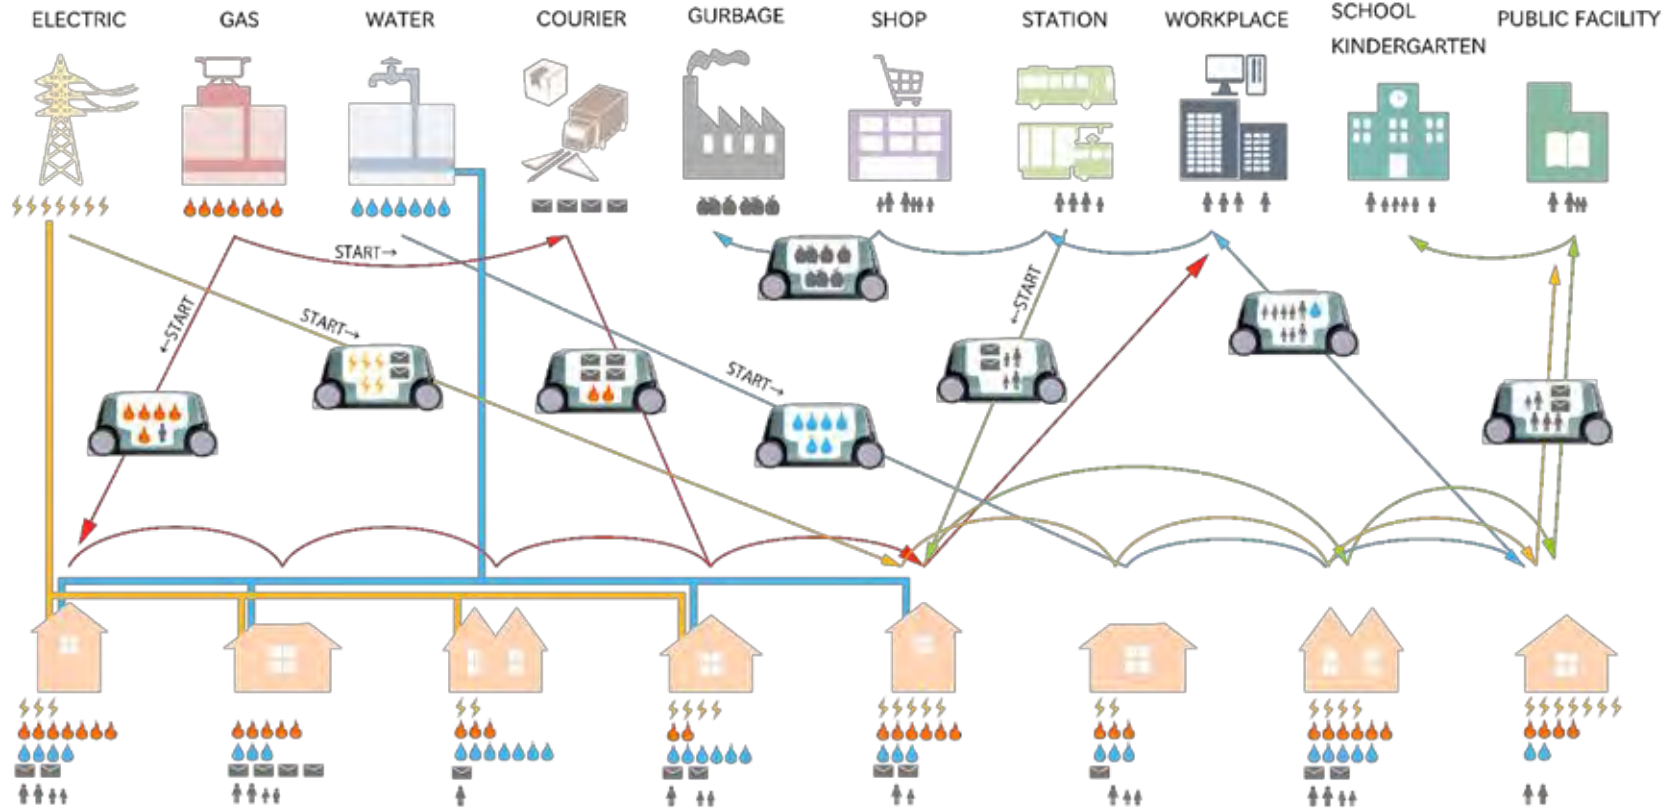 ELECTRIC
GAS
WATER
COURIER
GURBAGE
SHOP
STATION
WORKPLACE
SCHOOL
KINDERGARTEN
PUBLIC FACILITY
START→
←START
START→
START→
←START